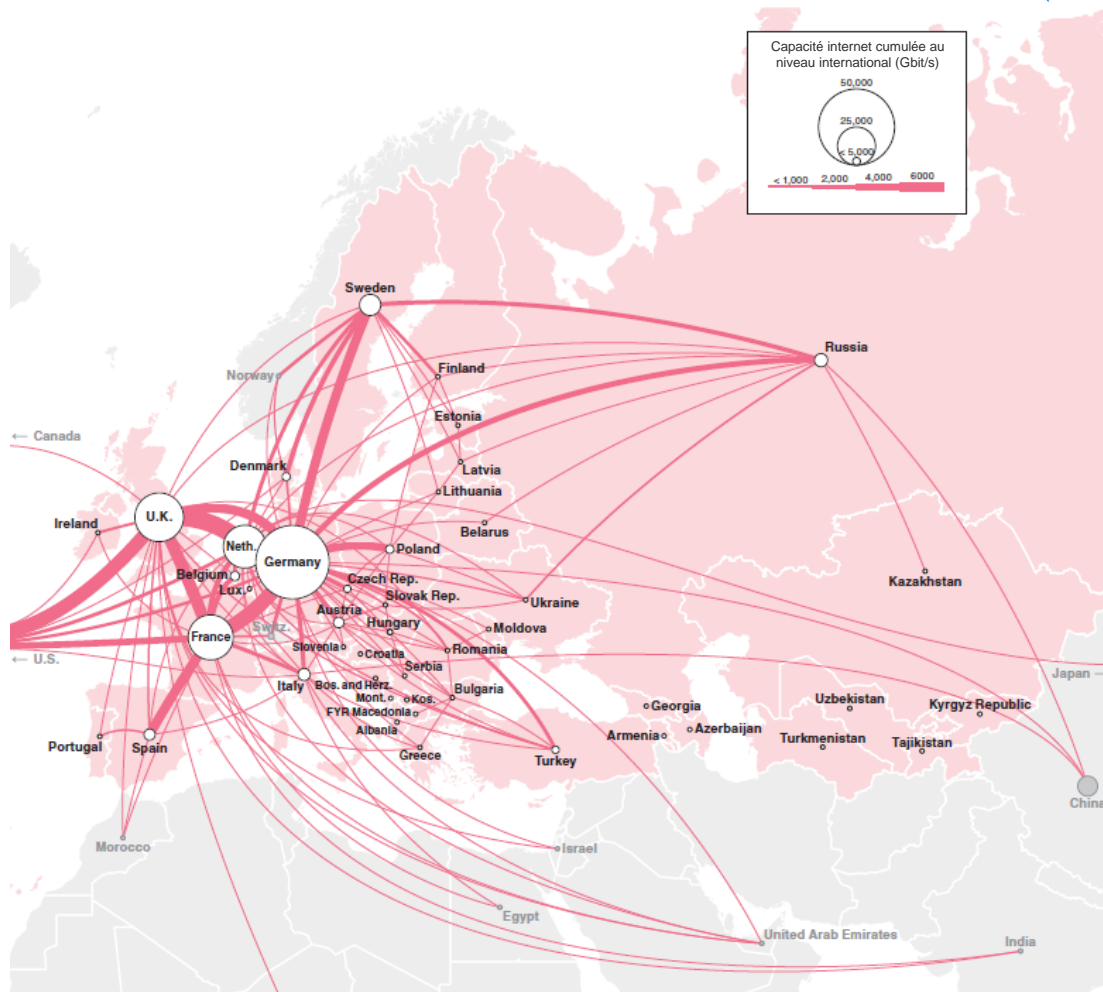 Capacité internet cumulée au
niveau international (Gbit/s)
50,000
25,000
< 5,000
< 1,000 2,000 4,000 6000
Sweden
Russia
Norway
Finland
Estonia
← Canada
Denmark
Latvia
Lithuania
U.K.
Ireland
Belarus
Neth.
Germany
Poland
Belgium
Lux.
Czech Rep.
Kazakhstan
Slovak Rep.
Ukraine
Austria
Hungary
Moldova
France
Switz.
Slovenia
Croatia
Romania
← U.S.
Serbia
Japan –
Italy
Bos. and Herz.
Bulgaria
Mont.
Kos.
Uzbekistan
Kyrgyz Republic
Georgia
FYR Macedonia
Albania
Armenia
Azerbaijan
Turkmenistan
Tajikistan
Portugal
Spain
Greece
Turkey
China
Morocco
Israel
Egypt
United Arab Emirates
India